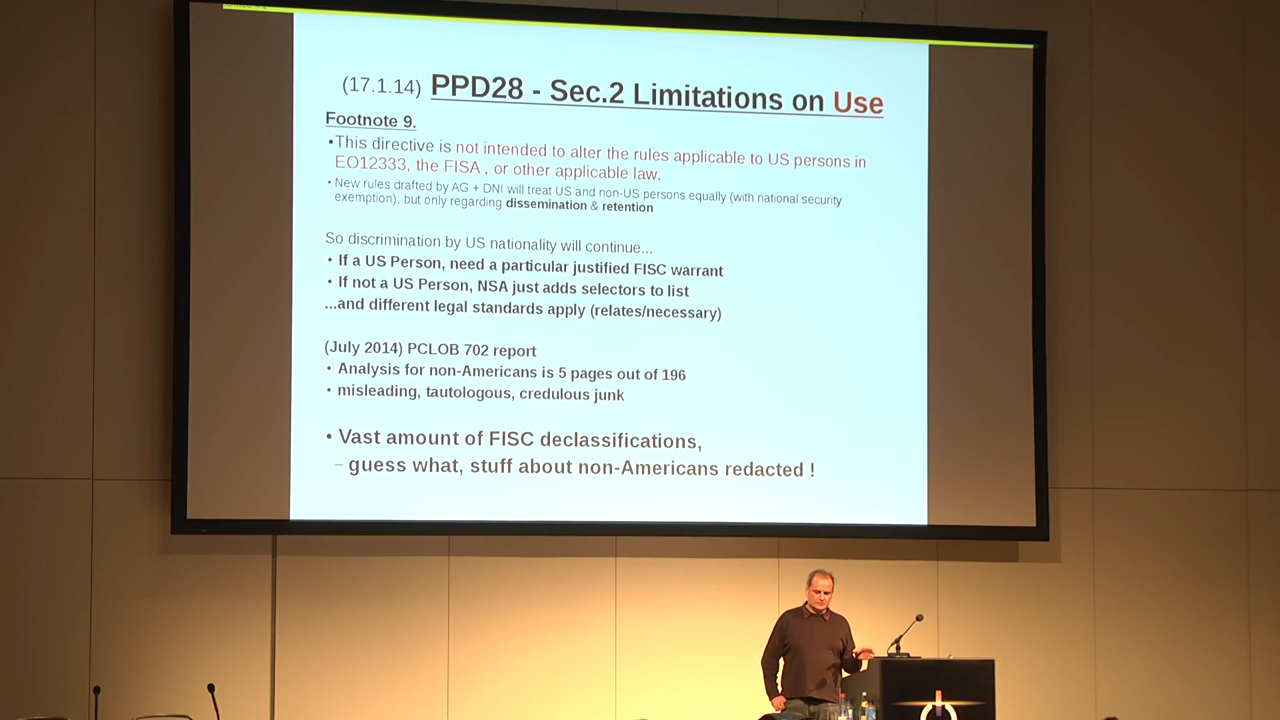 (17.1.14) PPD28 - Sec.2 Limitations on Use
Footnote 9.
•This directive is not intended to alter the rules applicable to US persons in
EO12333, the FISA , or other applicable law.
• New rules drafted by AG + DNI will treat US and non-US persons equally (with national security
exemption), but only regarding dissemination & retention
So discrimination by US nationality will continue...
• If a US Person, need a particular justified FISC warrant
• If not a US Person, NSA just adds selectors to list
...and different legal standards apply (relates/necessary)
(July 2014) PCLOB 702 report
• Analysis for non-Americans is 5 pages out of 196
• misleading, tautologous, credulous junk
• Vast amount of FISC declassifications,
– guess what, stuff about non-Americans redacted !